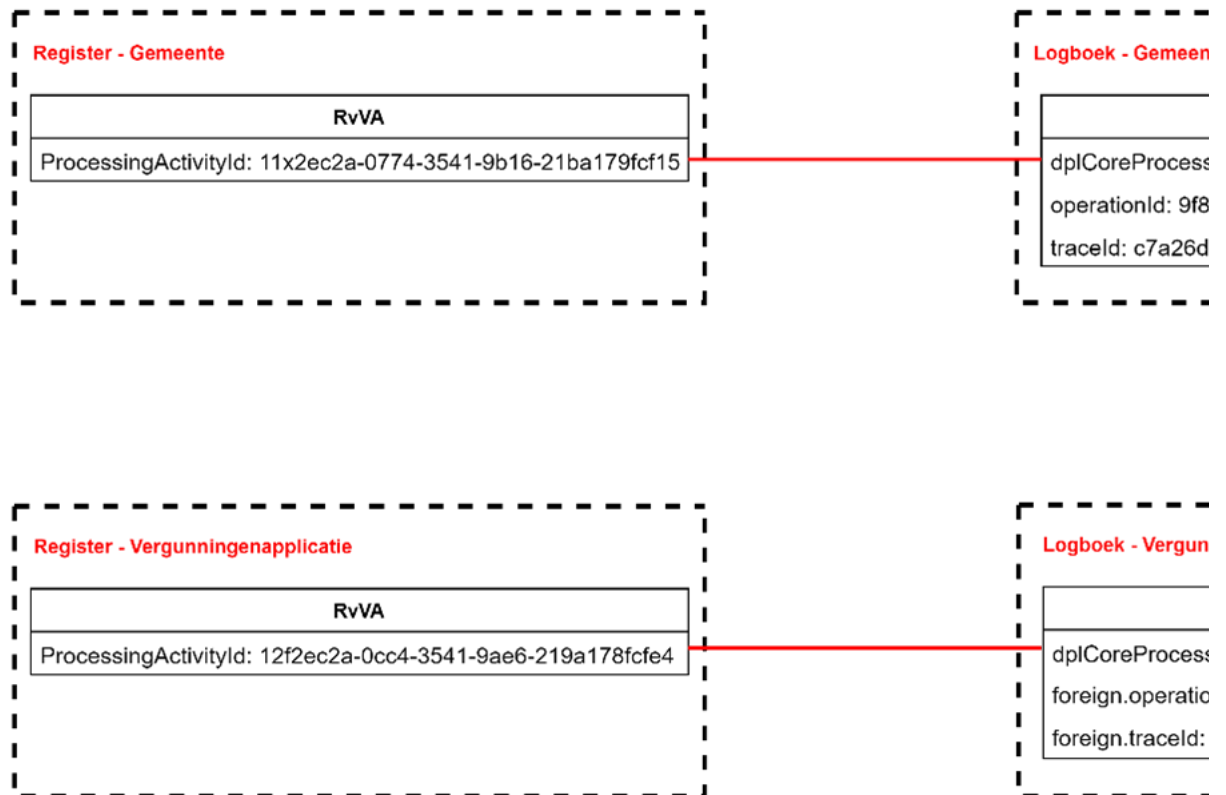 Register - Gemeente
RvVA
ProcessingActivityId: 11x2ec2a-0774-3541-9b16-21ba179fcf15
Logboek - Gemeen
dplCoreProcess
operationId: 9f8
traceId: c7a26d
Register - Vergunningenapplicatie
RvVA
ProcessingActivityId: 12f2ec2a-0cc4-3541-9ae6-219a178fcfe4
Logboek - Vergun
dplCoreProcess
foreign.operatio
foreign.traceId: